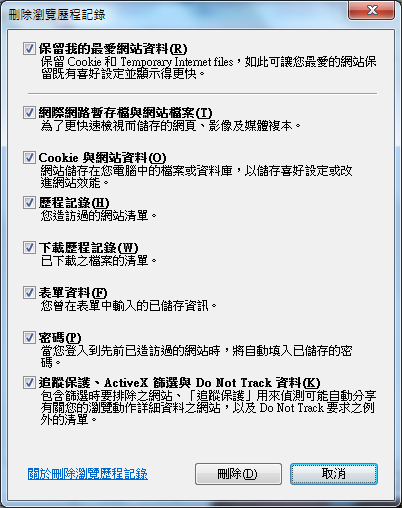 刪除瀏覽歷程記錄
保留我的最愛網站資料(R)
保留 Cookie 和 Temporary Internet files，如此可讓您最愛的網站保
留既有喜好設定並顯示得更快。
網際網路暫存檔與網站檔案(T)
為了更快速檢視而儲存的網頁、影像及媒體複本。
Cookie 與網站資料(O)
網站儲存在您電腦中的檔案或資料庫，以儲存喜好設定或改
進網站效能。
歷程記錄(H)
您造訪過的網站清單。
下載歷程記錄(W)
已下載之檔案的清單。
表單資料(F)
您曾在表單中輸入的已儲存資訊。
密碼(P)
當您登入到先前已造訪過的網站時，將自動填入已儲存的密
碼。
追蹤保護、ActiveX 篩選與 Do Not Track 資料(K)
包含篩選時要排除之網站、「追蹤保護」用來偵測可能自動分享
有關您的瀏覽動作詳細資料之網站，以及 Do Not Track 要求之例
外的清單。
關於刪除瀏覽歷程記錄
刪除(D)
取消